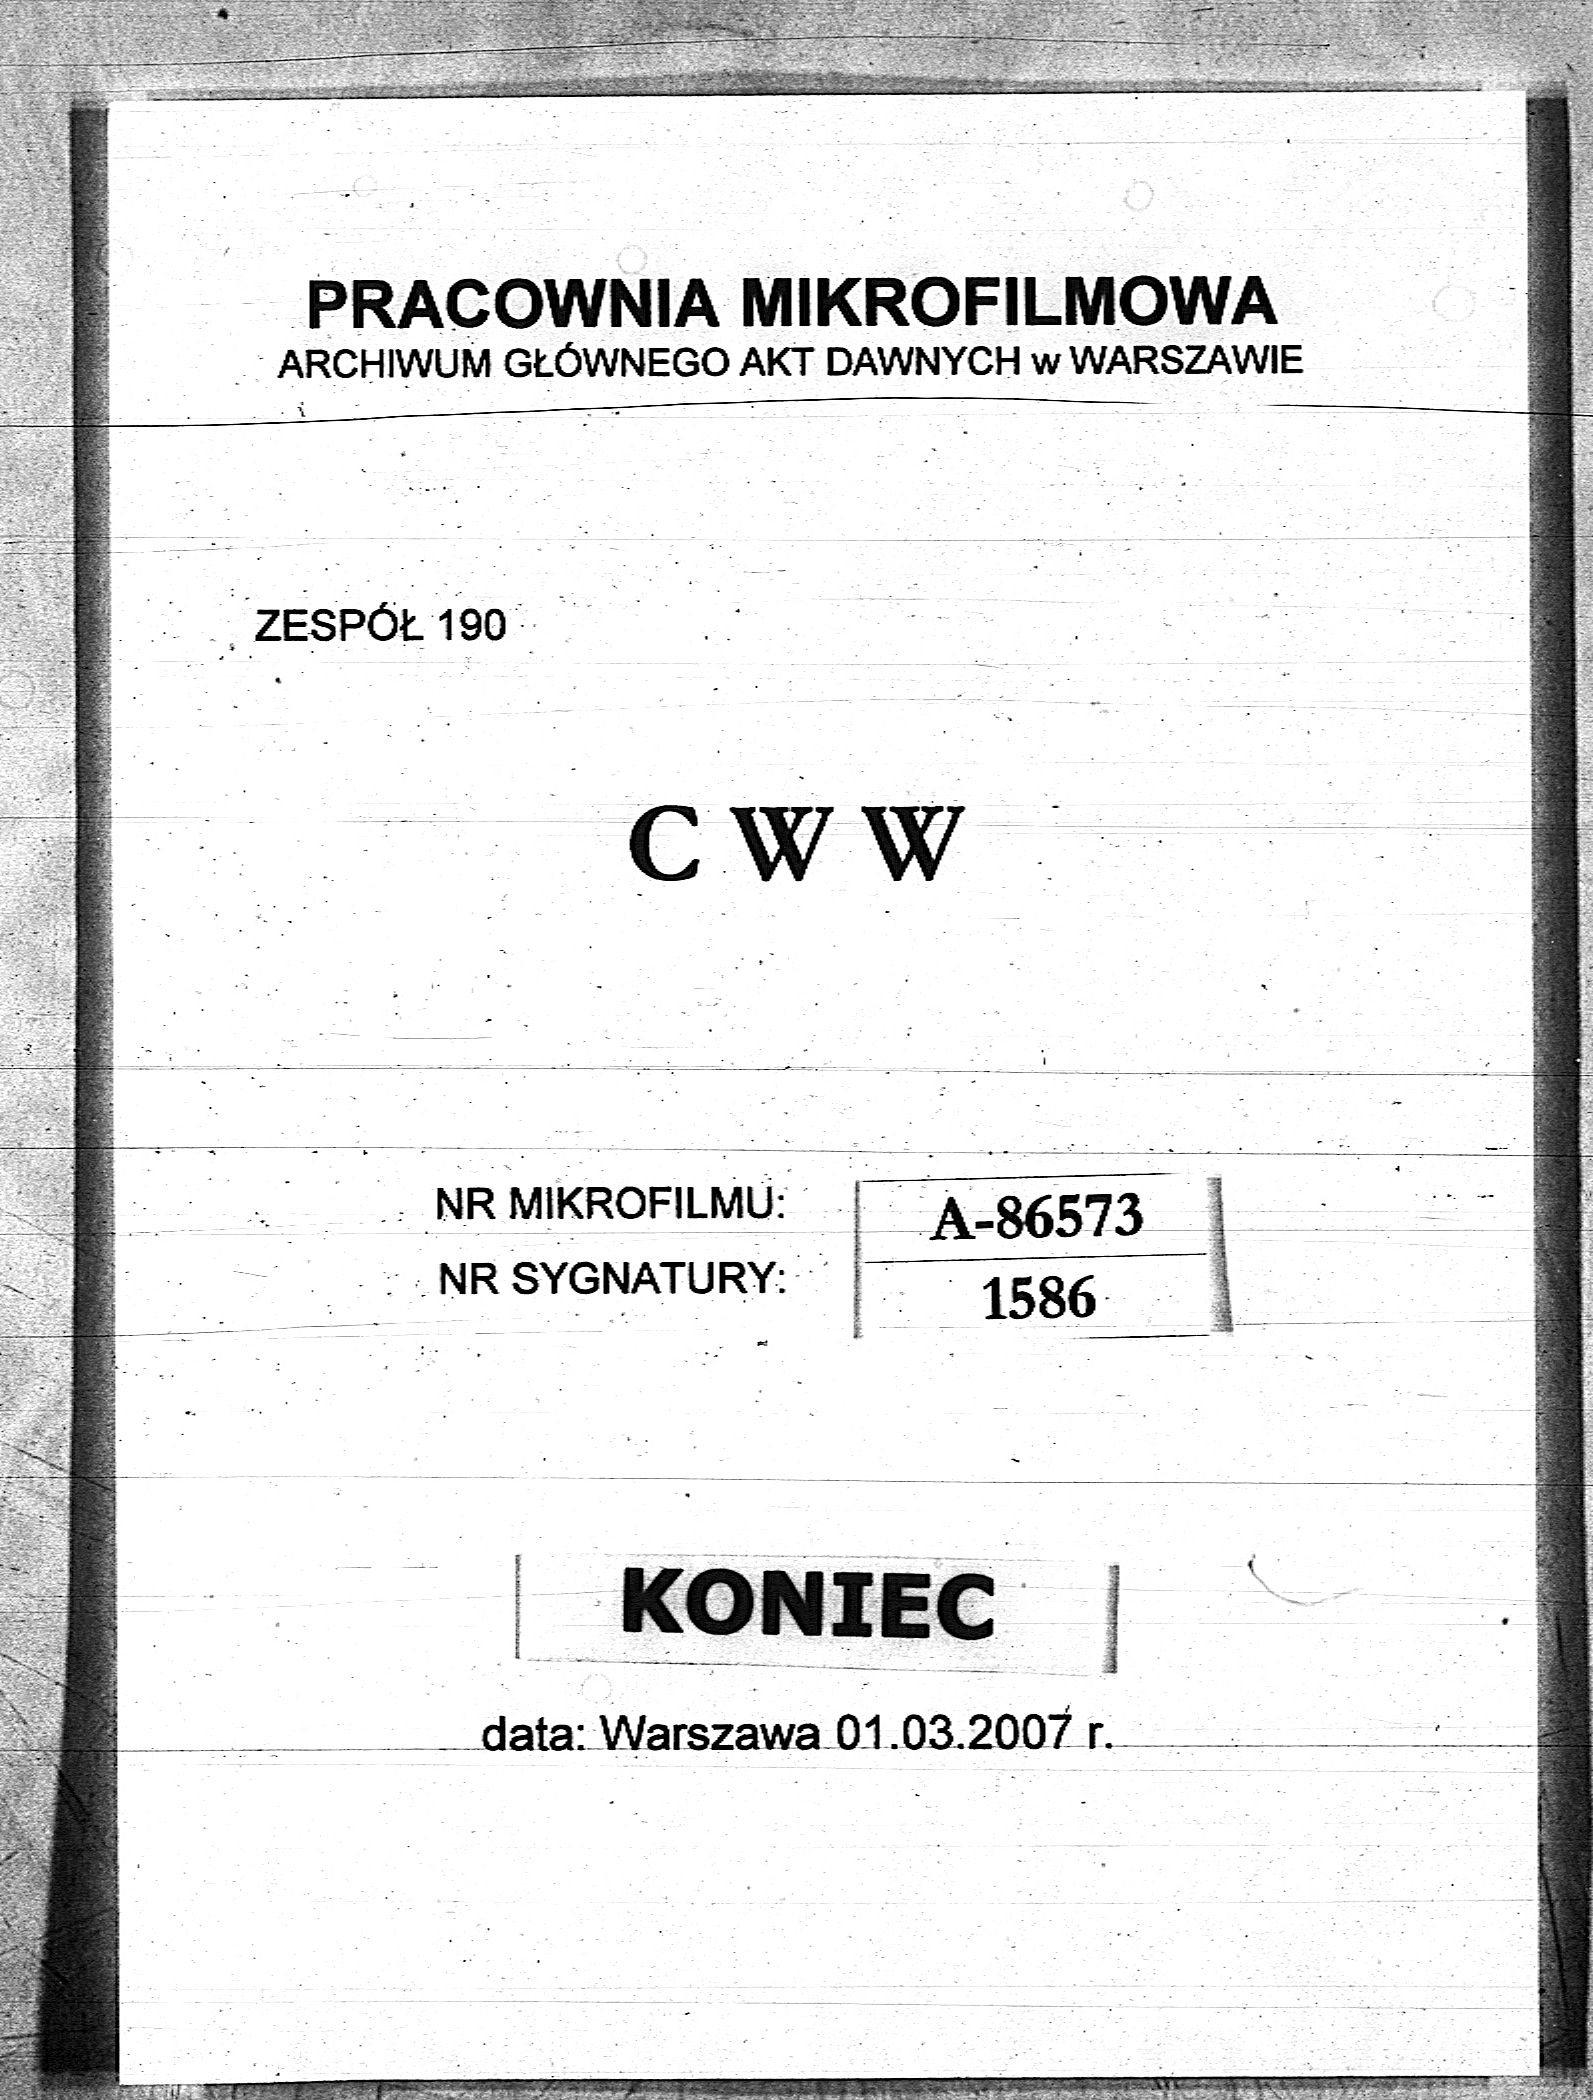 PRACOWNIA MIKROFILMOWA
ARCHIWUM GŁÓWNEGO AKT DAWNYCH w WARSZAWIE
ZESPÓŁ 190
C W W
NR MIKROFILMU: A-86573
NR SYGNATURY: 1586
KONIEC
data: Warszawa 01.03.2007 r.